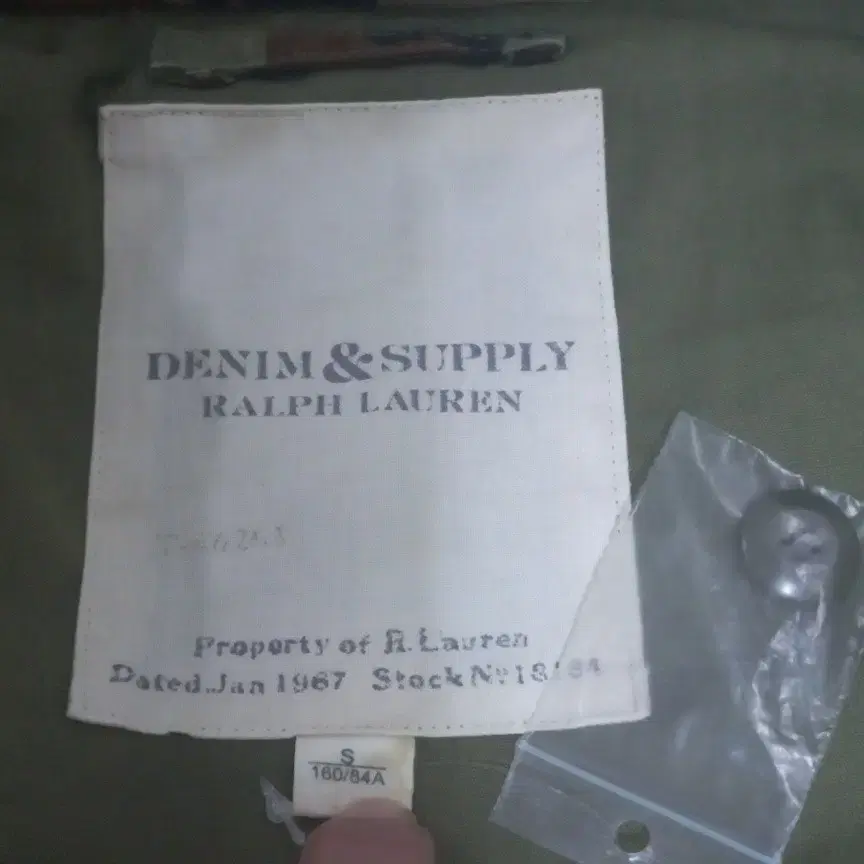 DENIM & SUPPLY
RALPH LAUREN
Property of R. Lauren
Dated Jan 1967 Stock Nº
S
160/84A